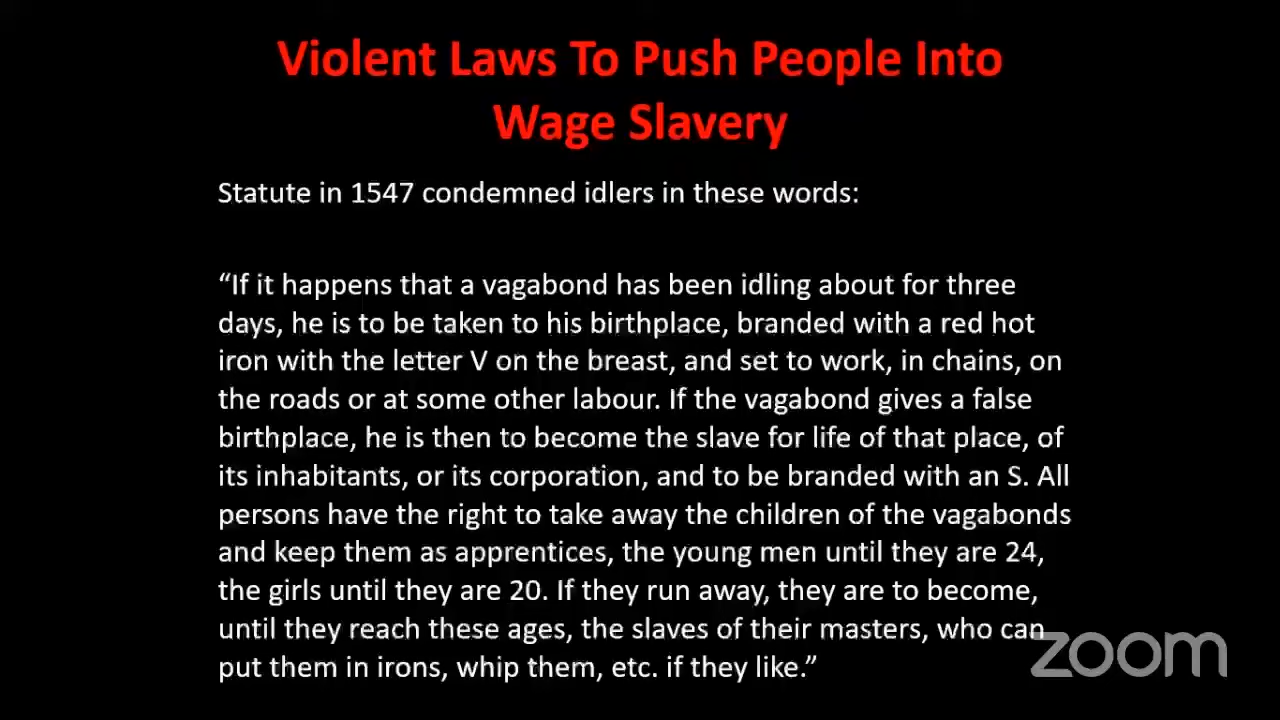 Violent Laws To Push People Into
Wage Slavery
Statute in 1547 condemned idlers in these words:
“If it happens that a vagabond has been idling about for three
days, he is to be taken to his birthplace, branded with a red hot
iron with the letter V on the breast, and set to work, in chains, on
the roads or at some other labour. If the vagabond gives a false
birthplace, he is then to become the slave for life of that place, of
its inhabitants, or its corporation, and to be branded with an S. All
persons have the right to take away the children of the vagabonds
and keep them as apprentices, the young men until they are 24,
the girls until they are 20. If they run away, they are to become,
until they reach these ages, the slaves of their masters, who can
put them in irons, whip them, etc. if they like.”
zoom